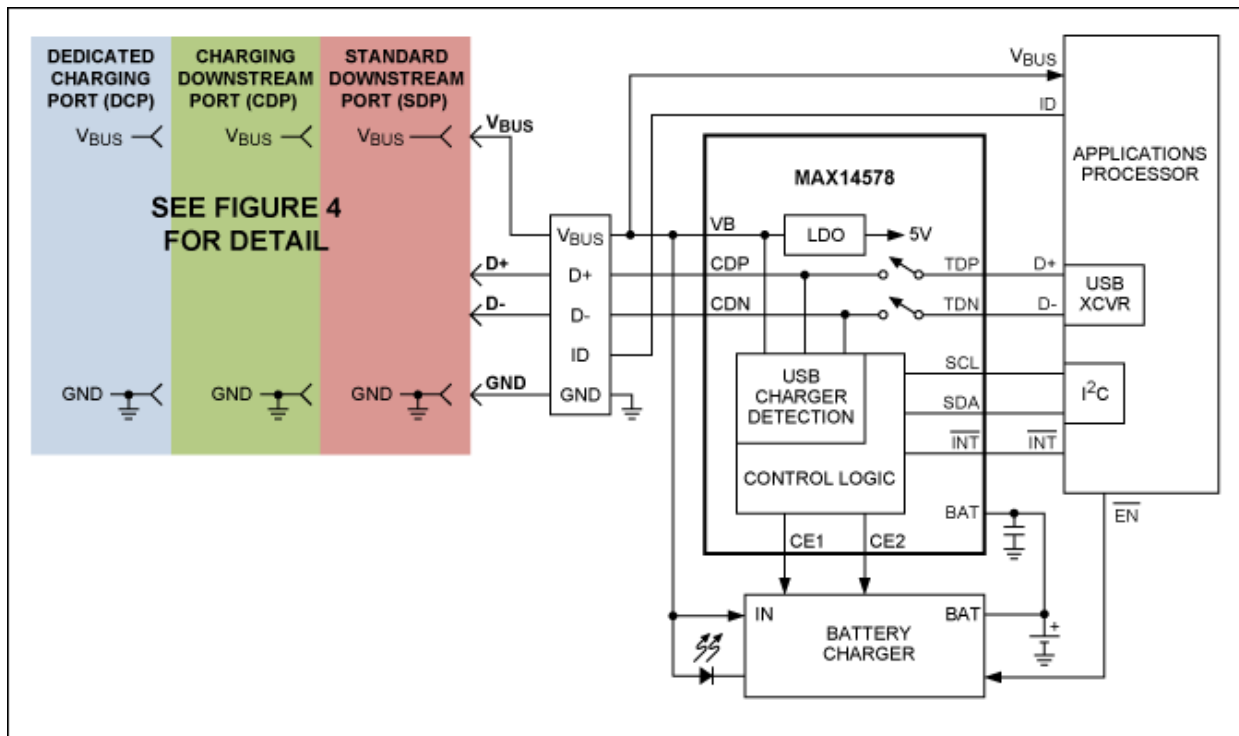 DEDICATED
CHARGING
PORT (DCP)
VBUS
GND
CHARGING
DOWNSTREAM
PORT (CDP)
VBUS
GND
STANDARD
DOWNSTREAM
PORT (SDP)
VBUS
GND
SEE FIGURE 4
FOR DETAIL
VBUS
D+
D-
GND
VBUS
D+
D-
ID
GND
VBUS
ID
MAX14578
VB
LDO
5V
CDP
TDP
CDN
TDN
USB
CHARGER
DETECTION
CONTROL LOGIC
SCL
SDA
INT
BAT
CE1
CE2
APPLICATIONS
PROCESSOR
D+
D-
USB
XCVR
I2C
INT
EN
IN
BAT
BATTERY
CHARGER
+